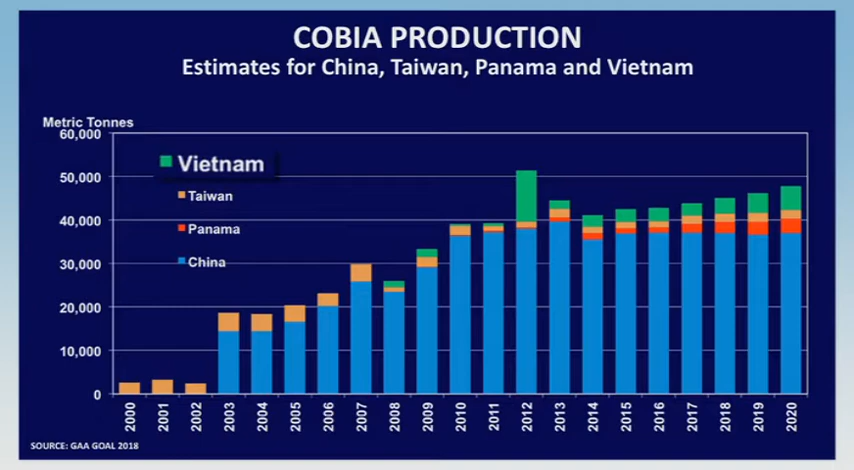 COBIA PRODUCTION
Estimates for China, Taiwan, Panama and Vietnam
Metric Tonnes
60,000
50,000
40,000
30,000
20,000
10,000
0
Vietnam
Taiwan
Panama
China
2000 2001 2002 2003 2004 2005 2006 2007 2008 2009 2010 2011 2012 2013 2014 2015 2016 2017 2018 2019 2020
SOURCE: GAA GOAL 2018